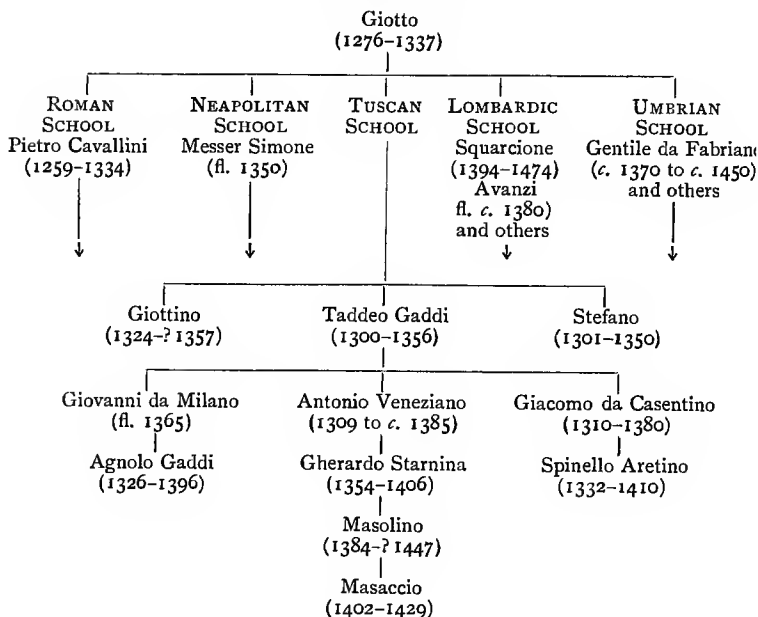 Giotto
(1276–1337)
ROMAN
SCHOOL
Pietro Cavallini
(1259–1334)
NEAPOLITAN
SCHOOL
Messer Simone
(fl. 1350)
TUSCAN
SCHOOL
LOMBARDIC
SCHOOL
Squarcione
(1394–1474)
Avanzi
fl. c. 1380)
and others
UMBRIAN
SCHOOL
Gentile da Fabriano
(c. 1370 to c. 1450)
and others
Giottino
(1324–? 1357)
Taddeo Gaddi
(1300–1356)
Stefano
(1301–1350)
Giovanni da Milano
(fl. 1365)
Antonio Veneziano
(1309 to c. 1385)
Giacomo da Casentino
(1310–1380)
Agnolo Gaddi
(1326–1396)
Gherardo Starnina
(1354–1406)
Spinello Aretino
(1332–1410)
Masolino
(1384–? 1447)
Masaccio
(1402–1429)